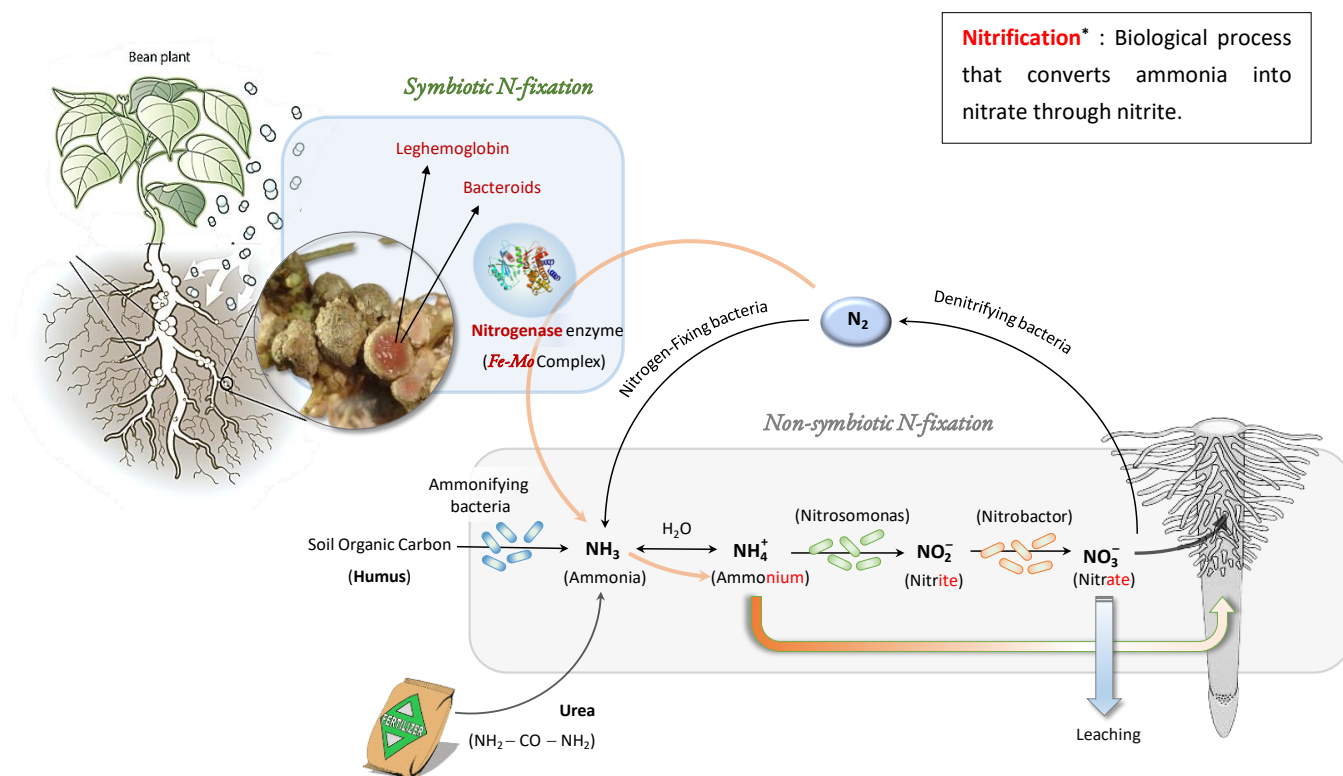 Nitrification* : Biological process
that converts ammonia into
nitrate through nitrite.
Bean plant
Symbiotic N-fixation
Leghemoglobin
Bacteroids
Nitrogenase enzyme
(Fe-Mo Complex)
Nitrogen-Fixing bacteria
N₂
Denitrifying bacteria
Non-symbiotic N-fixation
Ammonifying
bacteria
Soil Organic Carbon
(Humus)
NH₃
(Ammonia)
H₂O
NH₄⁺
(Ammonium)
(Nitrosomonas)
NO₂⁻
(Nitrite)
(Nitrobactor)
NO₃⁻
(Nitrate)
FERTILIZER
Urea
(NH₂ – CO – NH₂)
Leaching